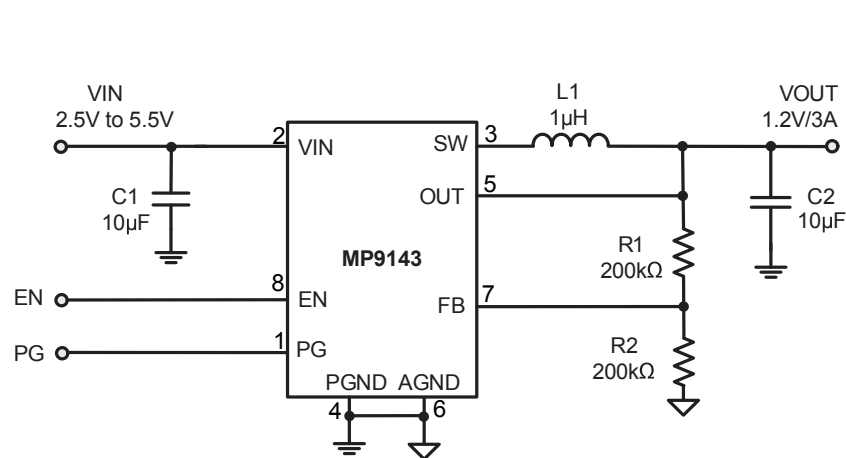 VIN
2.5V to 5.5V
L1
1µH
VOUT
1.2V/3A
2
VIN
SW
3
C1
10µF
OUT
5
C2
10µF
MP9143
R1
200kΩ
EN
8
EN
FB
7
PG
1
PG
R2
200kΩ
PGND
AGND
4
6